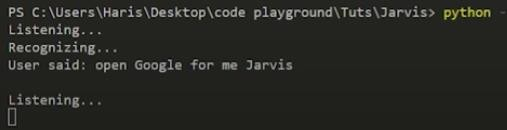 PS C:\Users\Haris\Desktop\code playground\Tuts\Jarvis> python -
Listening...
Recognizing...
User said: open Google for me Jarvis
Listening...